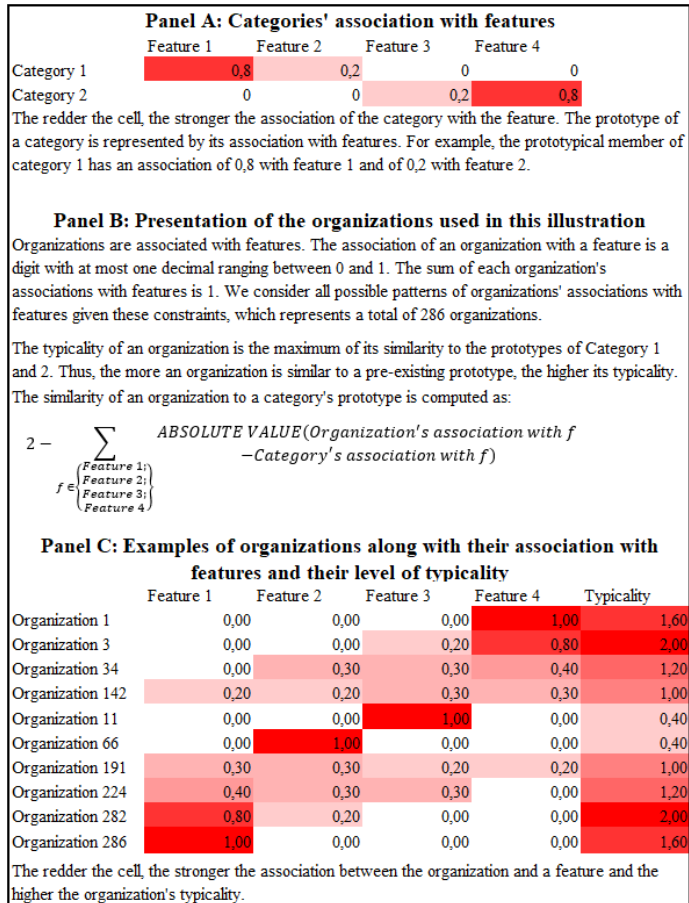 Panel A: Categories' association with features
Feature 1 Feature 2 Feature 3 Feature 4
Category 1 0,8 0,2 0 0
Category 2 0 0 0,2 0,8
The redder the cell, the stronger the association of the category with the feature. The prototype of
a category is represented by its association with features. For example, the prototypical member of
category 1 has an association of 0,8 with feature 1 and of 0,2 with feature 2.
Panel B: Presentation of the organizations used in this illustration
Organizations are associated with features. The association of an organization with a feature is a
digit with at most one decimal ranging between 0 and 1. The sum of each organization's
associations with features is 1. We consider all possible patterns of organizations' associations with
features given these constraints, which represents a total of 286 organizations.
The typicality of an organization is the maximum of its similarity to the prototypes of Category 1
and 2. Thus, the more an organization is similar to a pre-existing prototype, the higher its typicality.
The similarity of an organization to a category's prototype is computed as:
2 − ∑ ABSOLUTE VALUE(Organization's association with f
−Category's association with f)
f ∈ {Feature 1;
Feature 2;
Feature 3;
Feature 4}
Panel C: Examples of organizations along with their association with
features and their level of typicality
Feature 1 Feature 2 Feature 3 Feature 4 Typicality
Organization 1 0,00 0,00 0,00 1,00 1,60
Organization 3 0,00 0,00 0,20 0,80 2,00
Organization 34 0,00 0,30 0,30 0,40 1,20
Organization 142 0,20 0,20 0,30 0,30 1,00
Organization 11 0,00 0,00 1,00 0,00 0,40
Organization 66 0,00 1,00 0,00 0,00 0,40
Organization 191 0,30 0,30 0,20 0,20 1,00
Organization 224 0,40 0,30 0,30 0,00 1,20
Organization 282 0,80 0,20 0,00 0,00 2,00
Organization 286 1,00 0,00 0,00 0,00 1,60
The redder the cell, the stronger the association between the organization and a feature and the
higher the organization's typicality.